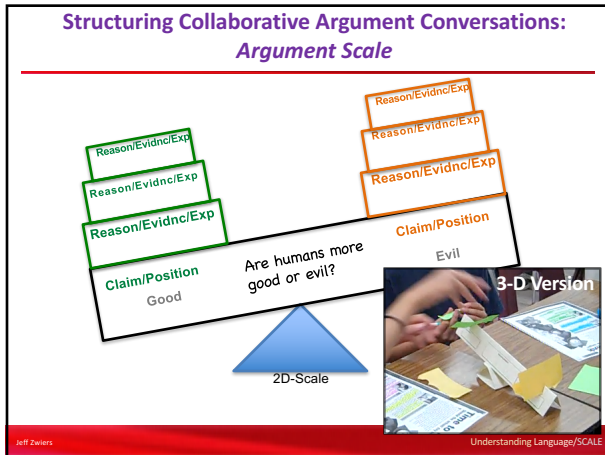 Structuring Collaborative Argument Conversations:
Argument Scale
Reason/Evidnc/Exp
Reason/Evidnc/Exp
Reason/Evidnc/Exp
Claim/Position
Good
Are humans more
good or evil?
Reason/Evidnc/Exp
Reason/Evidnc/Exp
Reason/Evidnc/Exp
Claim/Position
Evil
2D-Scale
3-D Version
Time to
Jeff Zwiers
Understanding Language/SCALE